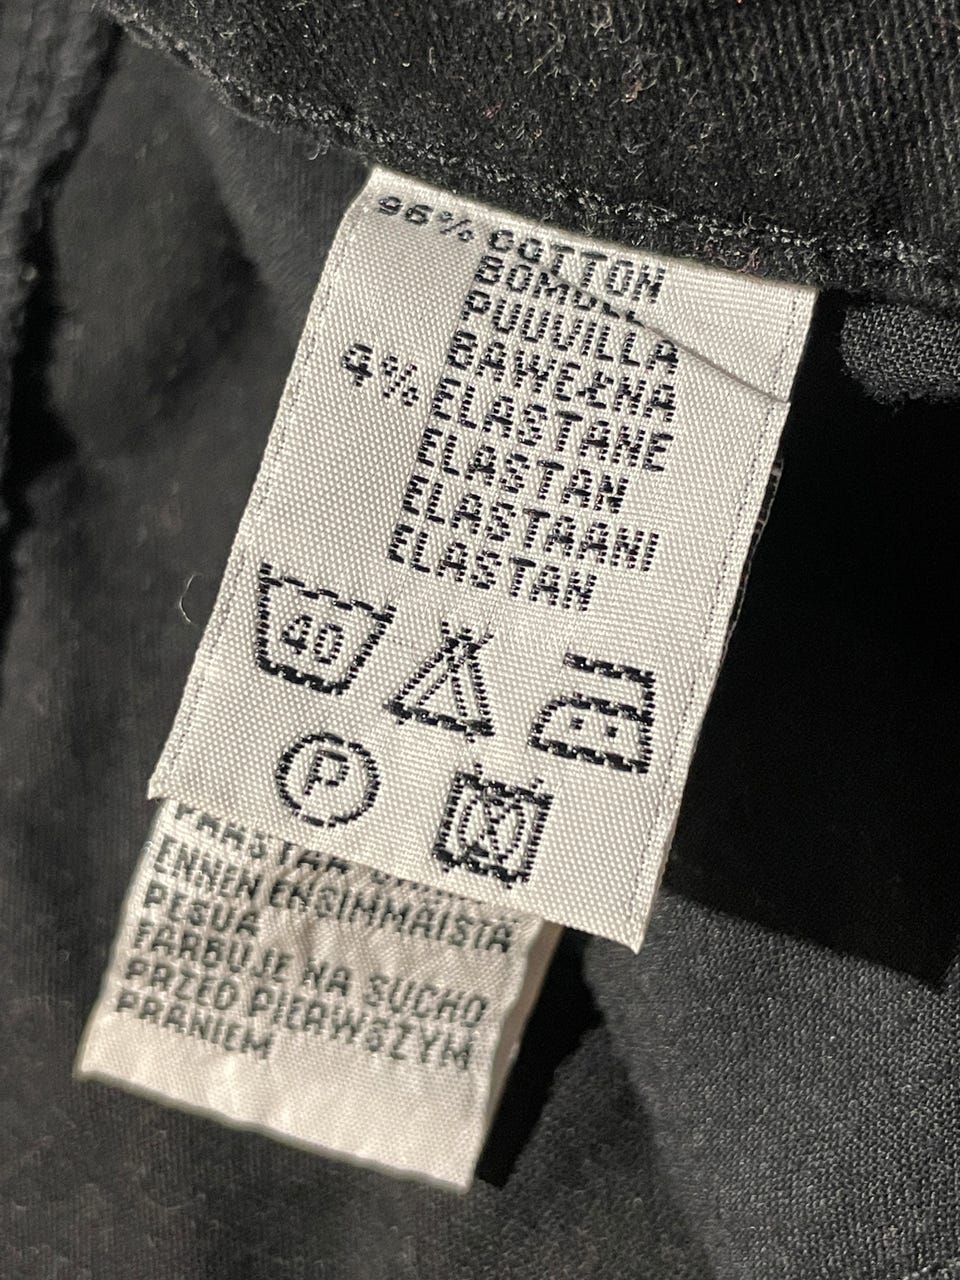 96% COTTON
BOMULL
PUUVILLA
BAWEŁNA
4% ELASTANE
ELASTAN
ELASTAANI
ELASTAN
40
P
ENNEN ENSIMMÄISTÄ
PESUA
FARBUJE NA SUCHO
PRZED PIERWSZYM
PRANIEM